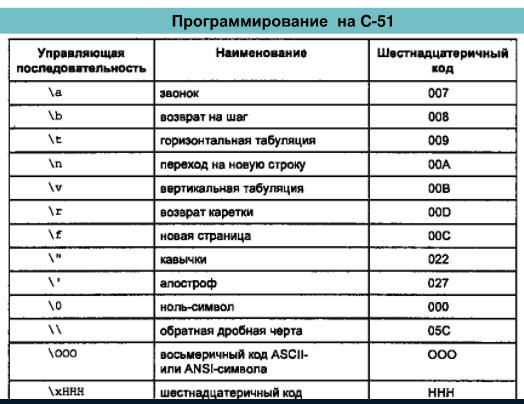 Программирование на С-51
Управляющая последовательность Наименование Шестнадцатеричный код
\a звонок 007
\b возврат на шаг 008
\t горизонтальная табуляция 009
\n переход на новую строку 00A
\v вертикальная табуляция 00B
\r возврат каретки 00D
\f новая страница 00C
\" кавычки 022
\' апостроф 027
\0 ноль-символ 000
\\ обратная дробная черта 05C
\OOO восьмеричный код ASCII-
или ANSI-символа OOO
\xHHH шестнадцатеричный код HHH